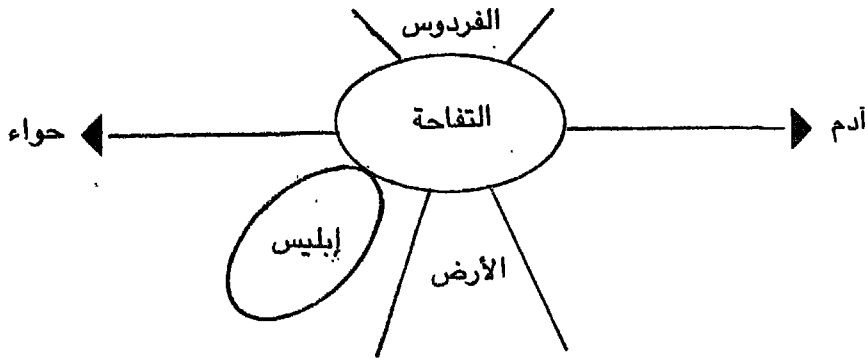 الفردوس
التفاحة
آدم
حواء
إبليس
الأرض